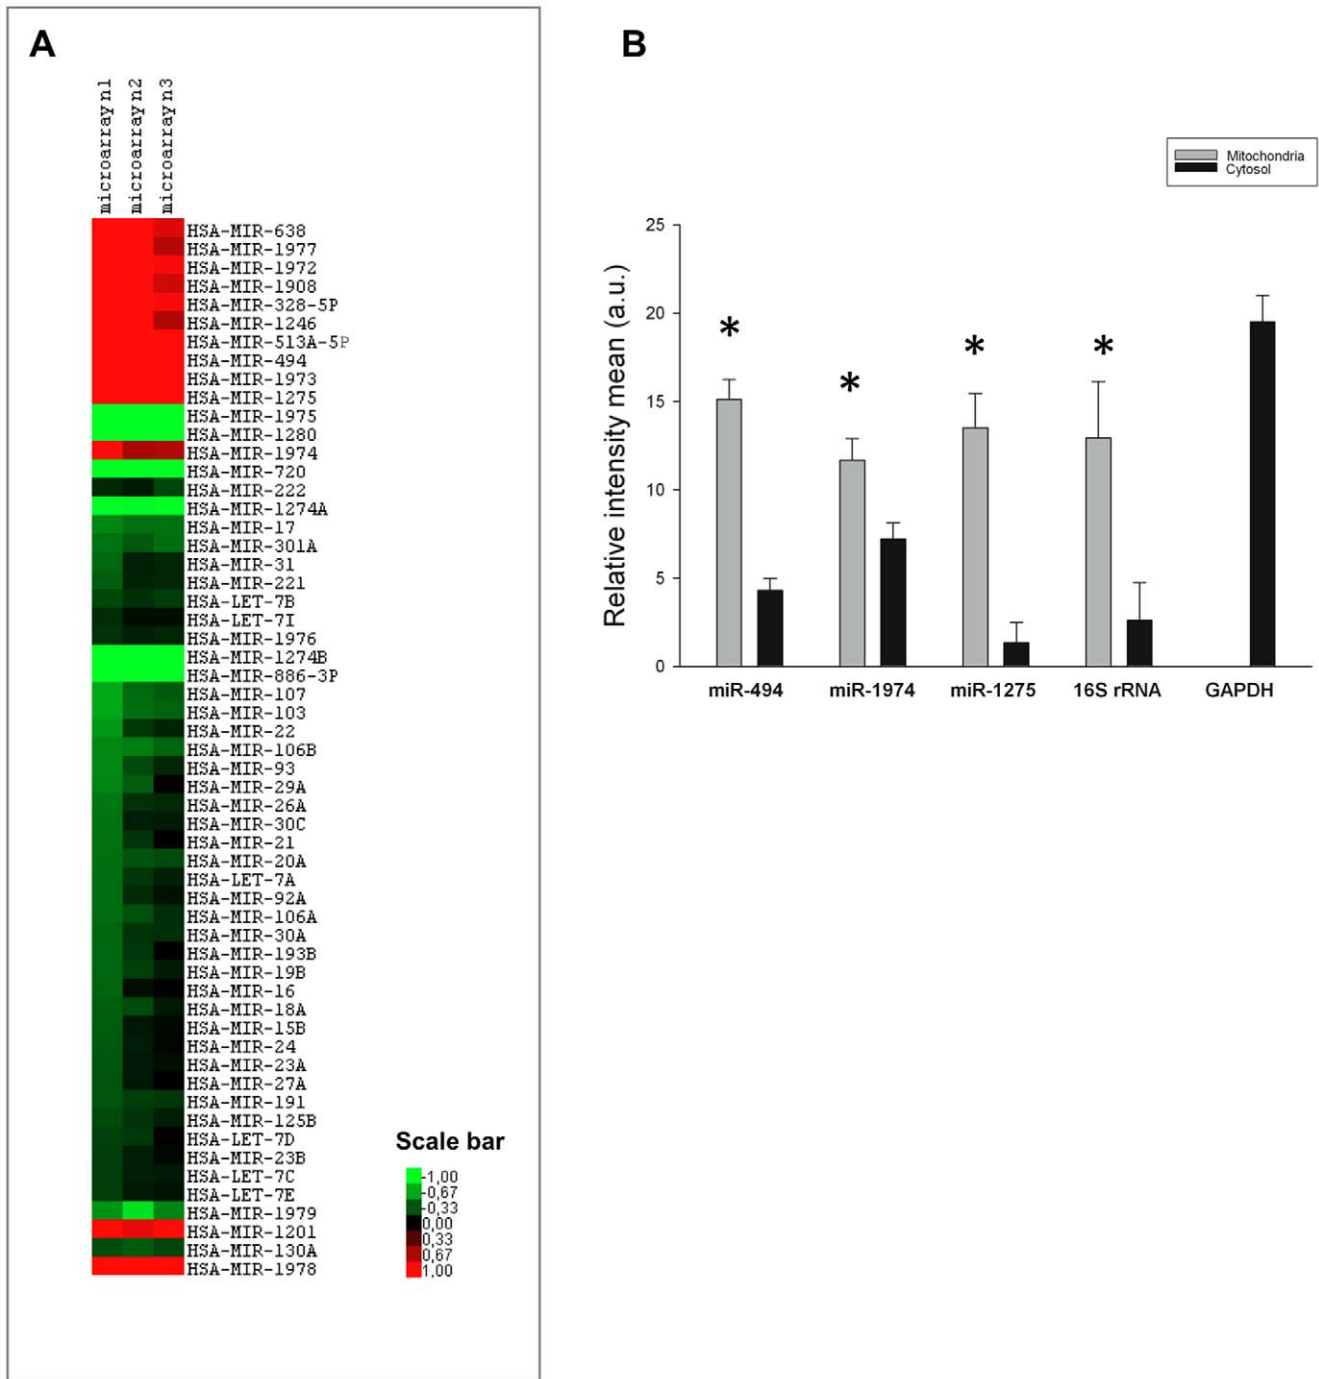 A
microarray n1
microarray n2
microarray n3
HSA-MIR-638
HSA-MIR-1977
HSA-MIR-1972
HSA-MIR-1908
HSA-MIR-328-5P
HSA-MIR-1246
HSA-MIR-513A-5P
HSA-MIR-494
HSA-MIR-1973
HSA-MIR-1275
HSA-MIR-1975
HSA-MIR-1280
HSA-MIR-1974
HSA-MIR-720
HSA-MIR-222
HSA-MIR-1274A
HSA-MIR-17
HSA-MIR-301A
HSA-MIR-31
HSA-MIR-221
HSA-LET-7B
HSA-LET-7I
HSA-MIR-1976
HSA-MIR-1274B
HSA-MIR-886-3P
HSA-MIR-107
HSA-MIR-103
HSA-MIR-22
HSA-MIR-106B
HSA-MIR-93
HSA-MIR-29A
HSA-MIR-26A
HSA-MIR-30C
HSA-MIR-21
HSA-MIR-20A
HSA-LET-7A
HSA-MIR-92A
HSA-MIR-106A
HSA-MIR-30A
HSA-MIR-193B
HSA-MIR-19B
HSA-MIR-16
HSA-MIR-18A
HSA-MIR-15B
HSA-MIR-24
HSA-MIR-23A
HSA-MIR-27A
HSA-MIR-191
HSA-MIR-125B
HSA-LET-7D
HSA-MIR-23B
HSA-LET-7C
HSA-LET-7E
HSA-MIR-1979
HSA-MIR-1201
HSA-MIR-130A
HSA-MIR-1978
Scale bar
-1,00
-0,67
-0,33
0,00
0,33
0,67
1,00
B
Mitochondria
Cytosol
Relative intensity mean (a.u.)
25
20
15
10
5
0
*
*
*
*
miR-494
miR-1974
miR-1275
16S rRNA
GAPDH